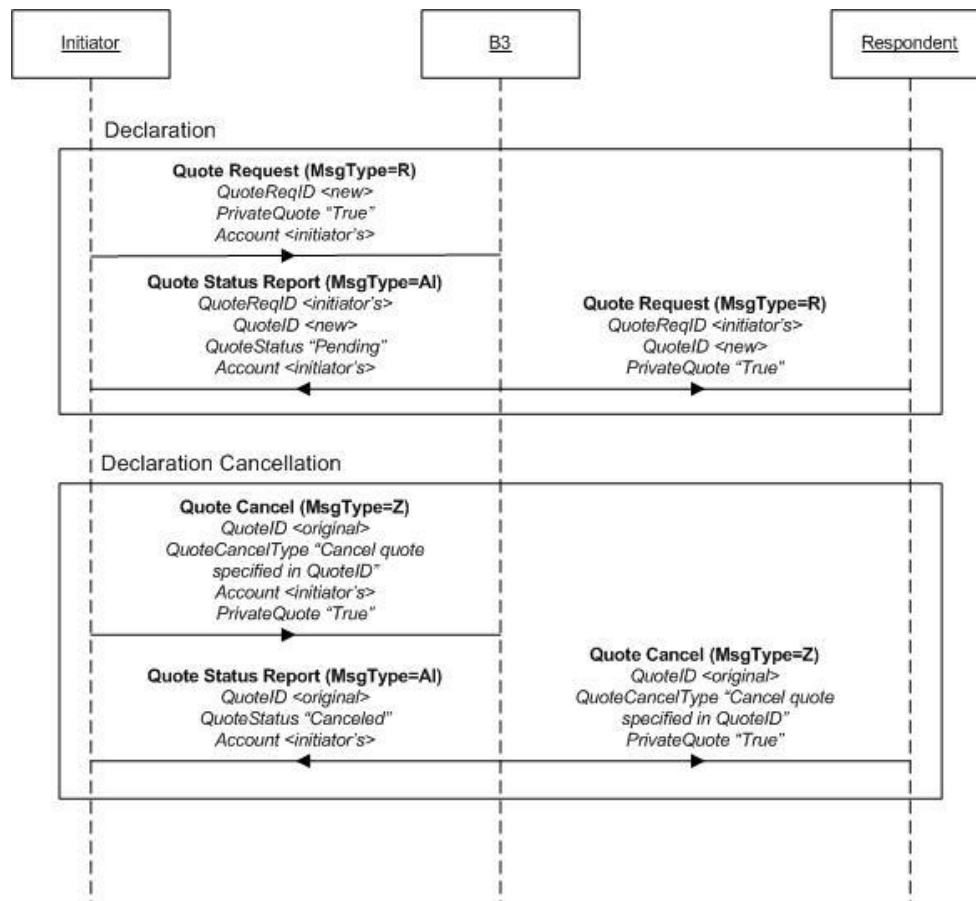 Initiator
B3
Respondent
Declaration
Quote Request (MsgType=R)
QuoteReqID <new>
PrivateQuote “True”
Account <initiator's>
Quote Status Report (MsgType=AI)
QuoteReqID <initiator's>
QuoteID <new>
QuoteStatus “Pending”
Account <initiator's>
Quote Request (MsgType=R)
QuoteReqID <initiator's>
QuoteID <new>
PrivateQuote “True”
Declaration Cancellation
Quote Cancel (MsgType=Z)
QuoteID <original>
QuoteCancelType “Cancel quote
specified in QuoteID”
Account <initiator's>
PrivateQuote “True”
Quote Status Report (MsgType=AI)
QuoteID <original>
QuoteStatus “Canceled”
Account <initiator's>
Quote Cancel (MsgType=Z)
QuoteID <original>
QuoteCancelType “Cancel quote
specified in QuoteID”
PrivateQuote “True”